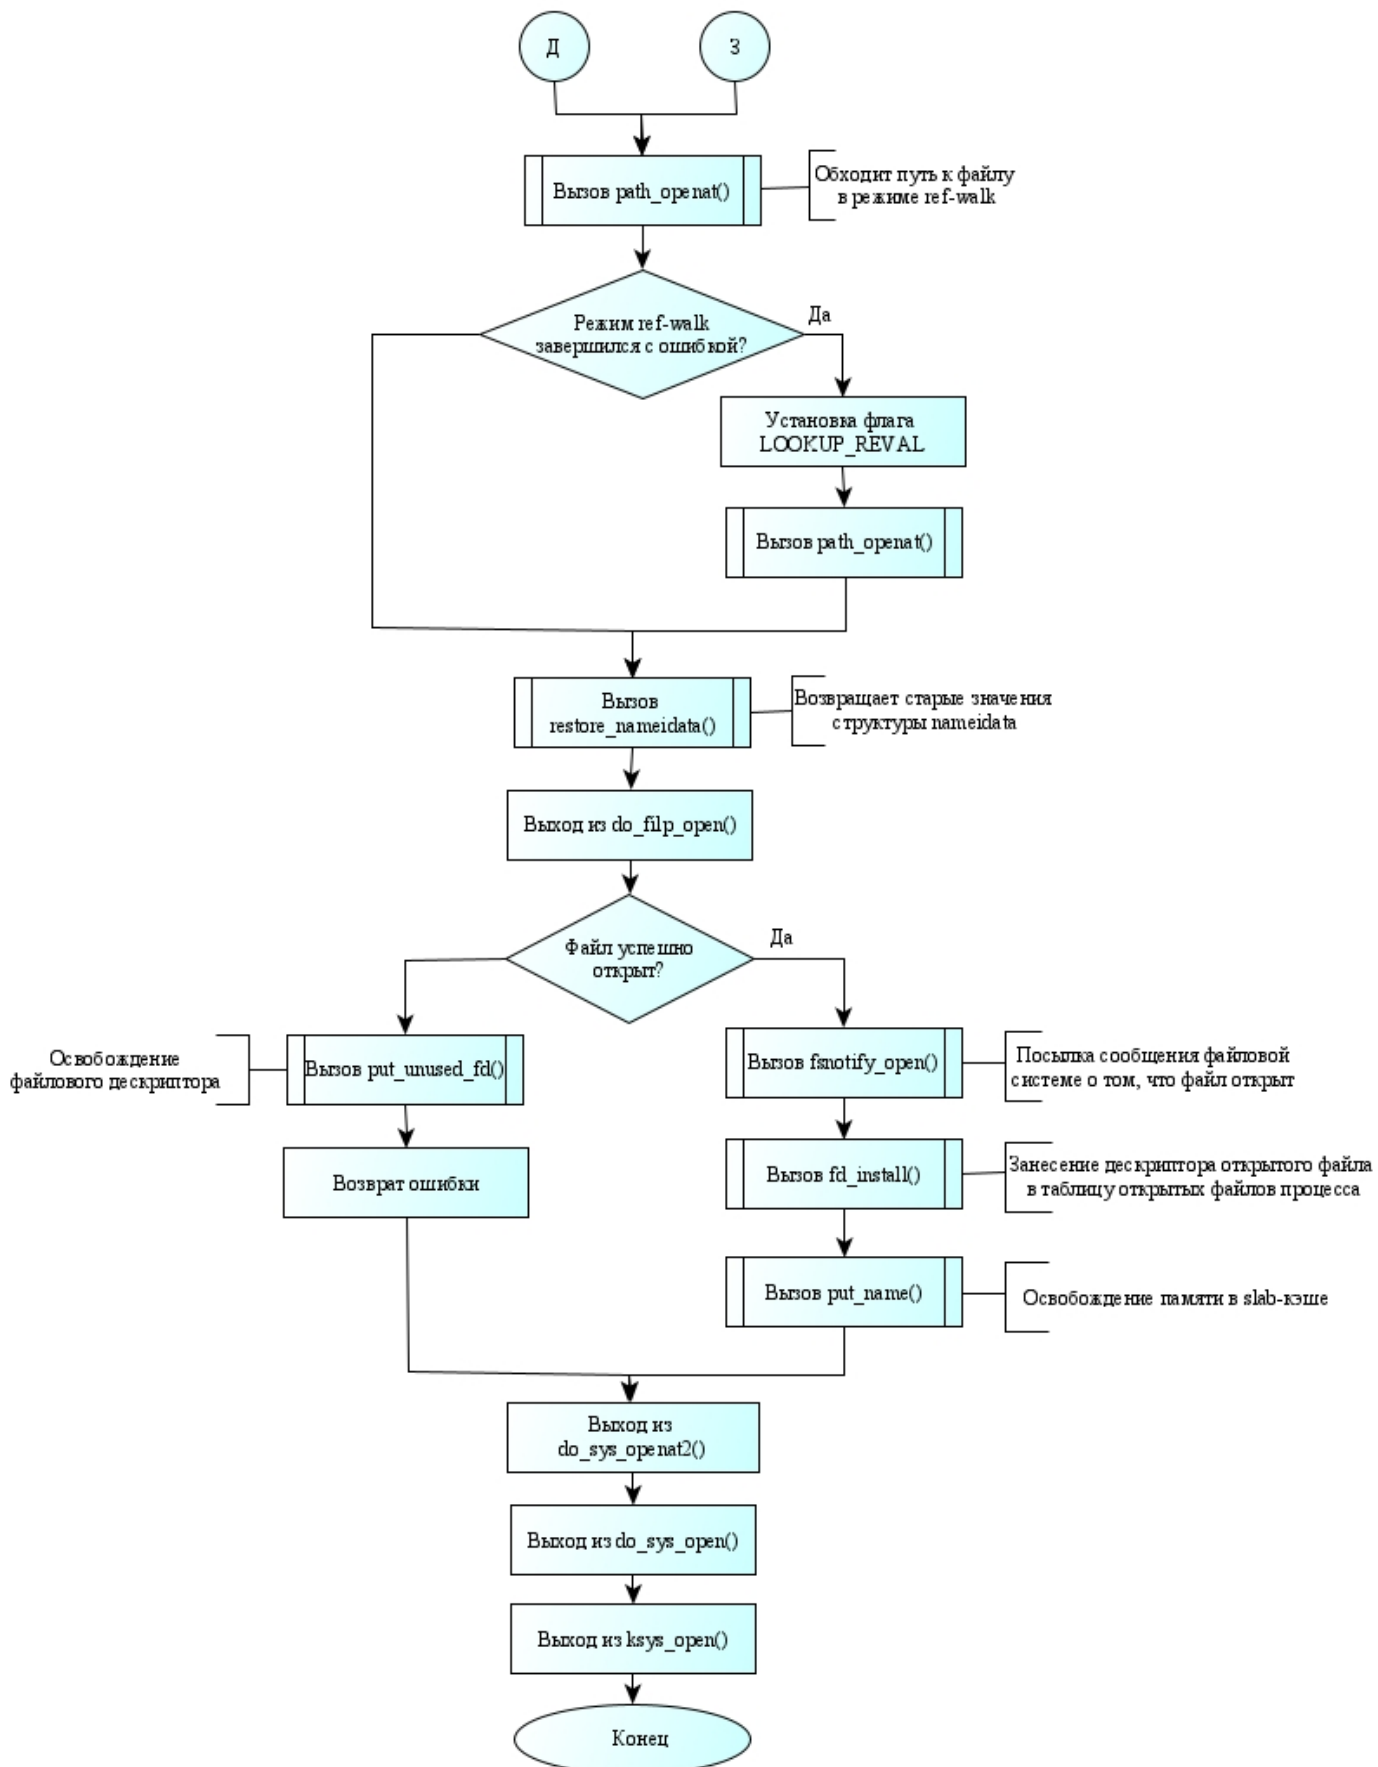 Д
З
Вызов path_openat()
Обходит путь к файлу
в режиме ref-walk
Режим ref-walk
завершился с ошибкой?
Да
Установка флага
LOOKUP_REVAL
Вызов path_openat()
Вызов
restore_nameidata()
Возвращает старые значения
структуры nameidata
Выход из do_filp_open()
Файл успешно
открыт?
Да
Освобождение
файлового дескриптора
Вызов put_unused_fd()
Вызов fsnotify_open()
Посылка сообщения файловой
системе о том, что файл открыт
Возврат ошибки
Вызов fd_install()
Занесение дескриптора открытого файла
в таблицу открытых файлов процесса
Вызов put_name()
Освобождение памяти в slab-кэше
Выход из
do_sys_openat2()
Выход из do_sys_open()
Выход из ksys_open()
Конец